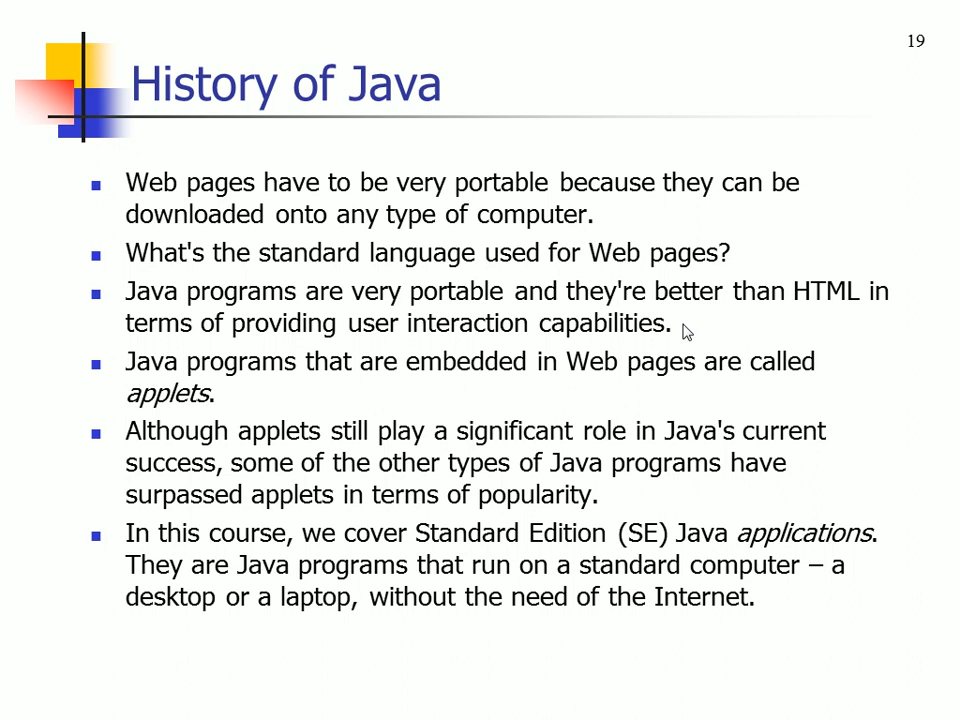 19
History of Java
Web pages have to be very portable because they can be
downloaded onto any type of computer.
What's the standard language used for Web pages?
Java programs are very portable and they're better than HTML in
terms of providing user interaction capabilities.
Java programs that are embedded in Web pages are called
applets.
Although applets still play a significant role in Java's current
success, some of the other types of Java programs have
surpassed applets in terms of popularity.
In this course, we cover Standard Edition (SE) Java applications.
They are Java programs that run on a standard computer – a
desktop or a laptop, without the need of the Internet.